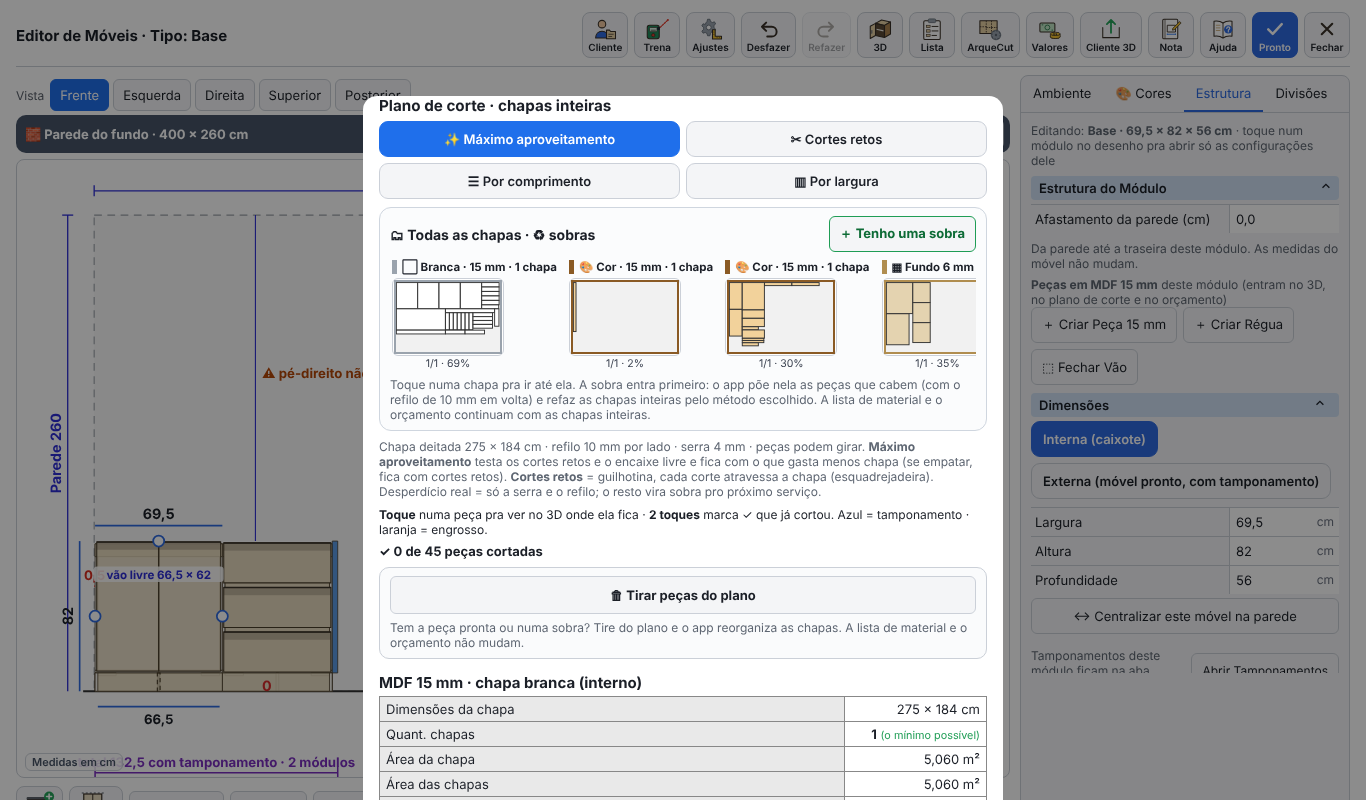 Editor de Móveis · Tipo: Base
Cliente
Trena
Ajustes
Desfazer
Refazer
3D
Lista
ArqueCut
Valores
Cliente 3D
Nota
Ajuda
Pronto
Fechar
Vista
Frente
Esquerda
Direita
Superior
Posterior
Parede do fundo · 400 × 260 cm
Parede 260
pé-direito
69,5
vão livre 66,5 × 62
82
0
66,5
Medidas em cm
2,5 com tamponamento · 2 módulos
Plano de corte · chapas inteiras
✨ Máximo aproveitamento
✂ Cortes retos
☰ Por comprimento
▥ Por largura
🗂 Todas as chapas · ♻ sobras
+ Tenho uma sobra
Branca · 15 mm · 1 chapa
Cor · 15 mm · 1 chapa
Cor · 15 mm · 1 chapa
Fundo 6 mm
1/1 · 69%
1/1 · 2%
1/1 · 30%
1/1 · 35%
Toque numa chapa pra ir até ela. A sobra entra primeiro: o app põe nela as peças que cabem (com o
refilo de 10 mm em volta) e refaz as chapas inteiras pelo método escolhido. A lista de material e o
orçamento continuam com as chapas inteiras.
Chapa deitada 275 × 184 cm · refilo 10 mm por lado · serra 4 mm · peças podem girar. Máximo
aproveitamento testa os cortes retos e o encaixe livre e fica com o que gasta menos chapa (se empatar,
fica com cortes retos). Cortes retos = guilhotina, cada corte atravessa a chapa (esquadrejadeira).
Desperdício real = só a serra e o refilo; o resto vira sobra pro próximo serviço.
Toque numa peça pra ver no 3D onde ela fica · 2 toques marca ✓ que já cortou. Azul = tamponamento ·
laranja = engrosso.
✓ 0 de 45 peças cortadas
🗑 Tirar peças do plano
Tem a peça pronta ou numa sobra? Tire do plano e o app reorganiza as chapas. A lista de material e o
orçamento não mudam.
MDF 15 mm · chapa branca (interno)
Dimensões da chapa
275 × 184 cm
Quant. chapas
1 (o mínimo possível)
Área da chapa
5,060 m²
Área das chapas
5,060 m²
Ambiente
🎨 Cores
Estrutura
Divisões
Editando: Base · 69,5 × 82 × 56 cm · toque num
módulo no desenho pra abrir só as configurações
dele
Estrutura do Módulo
Afastamento da parede (cm)
0,0
Da parede até a traseira deste módulo. As medidas do
móvel não mudam.
Peças em MDF 15 mm deste módulo (entram no 3D,
no plano de corte e no orçamento)
+ Criar Peça 15 mm
+ Criar Régua
Fechar Vão
Dimensões
Interna (caixote)
Externa (móvel pronto, com tamponamento)
Largura
69,5
cm
Altura
82
cm
Profundidade
56
cm
↔ Centralizar este móvel na parede
Tamponamentos deste
módulo ficam na aba
Abrir Tamponamentos